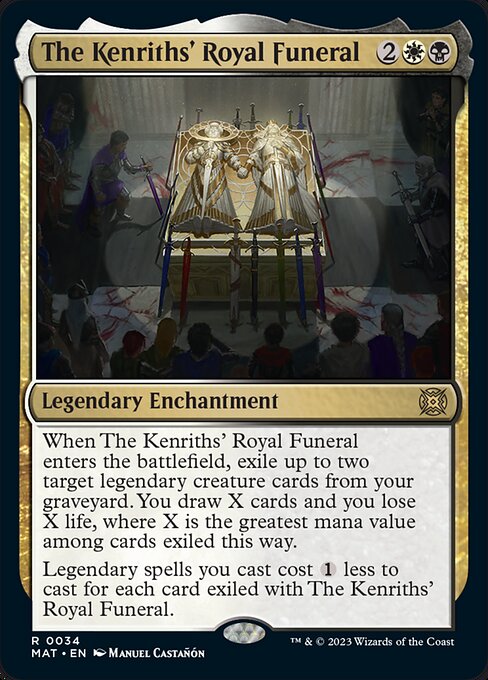 The Kenriths' Royal Funeral 2
Legendary Enchantment
When The Kenriths' Royal Funeral
enters the battlefield, exile up to two
target legendary creature cards from your
graveyard. You draw X cards and you lose
X life, where X is the greatest mana value
among cards exiled this way.
Legendary spells you cast cost 1 less to
cast for each card exiled with The Kenriths'
Royal Funeral.
R 0034
MAT • EN Manuel Castañón
™ & © 2023 Wizards of the Coast